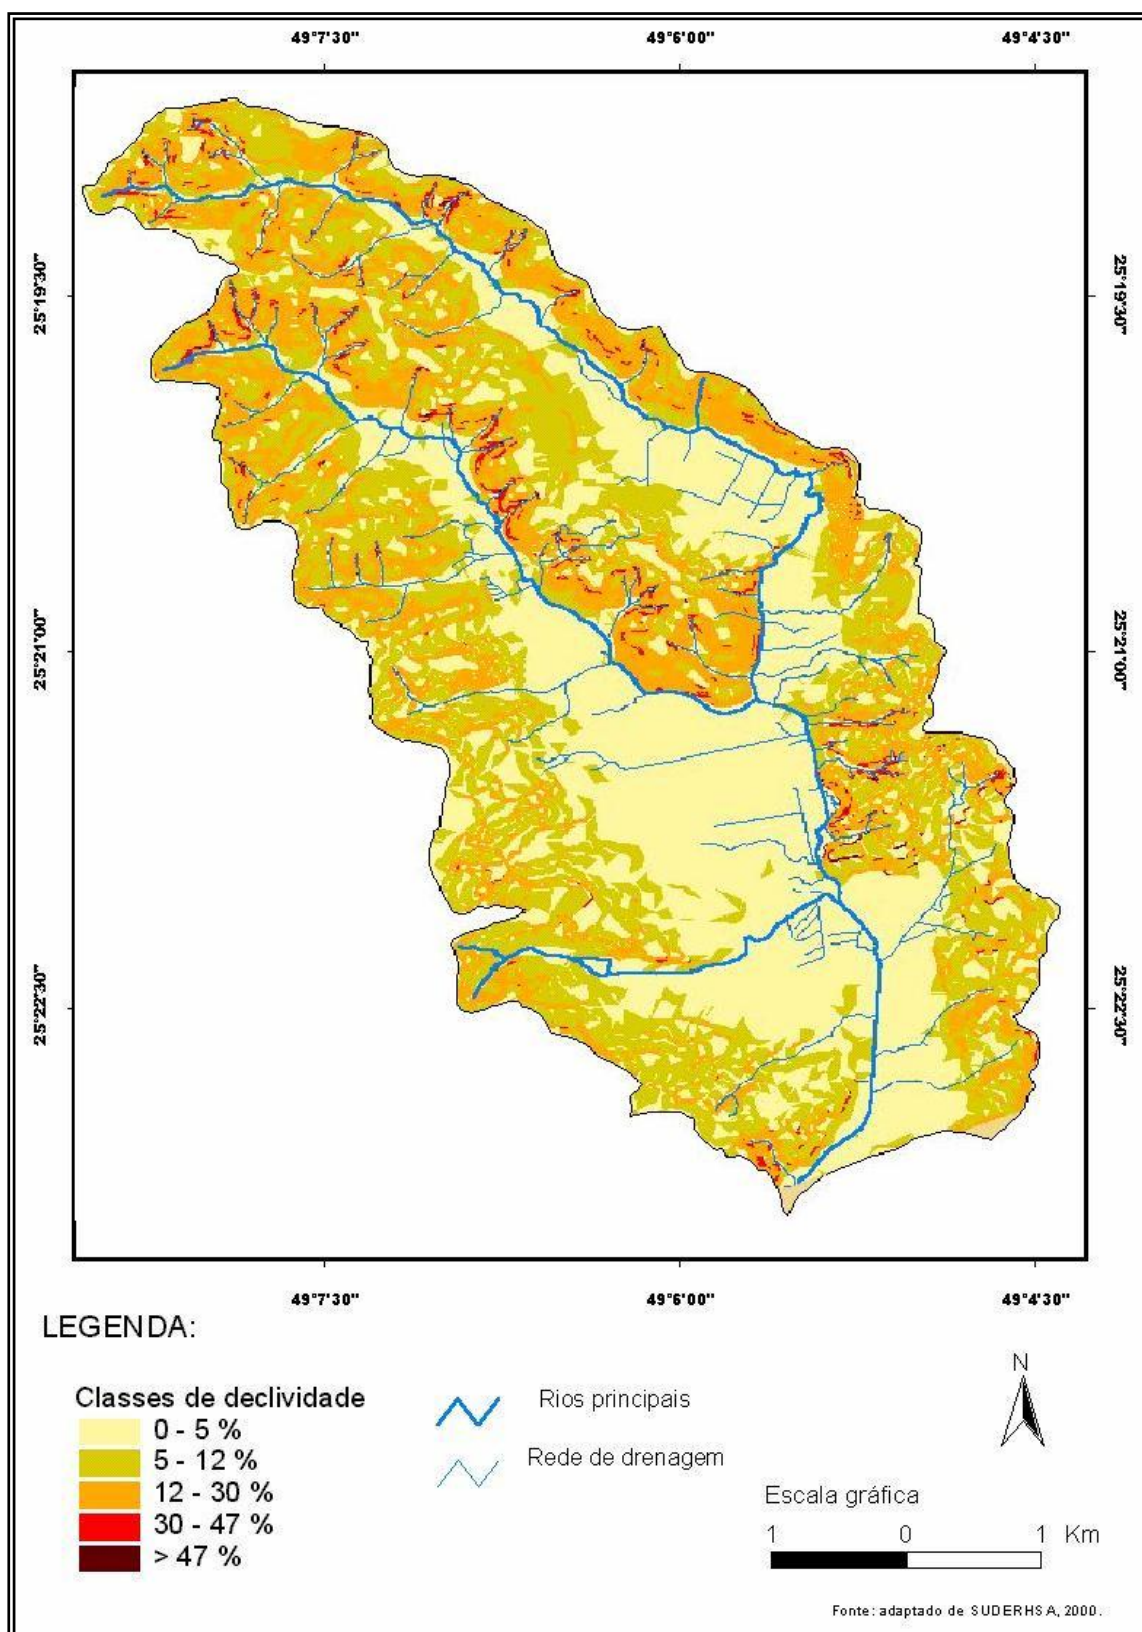 49°7'30" 49°6'00" 49°4'30"
25°19'30" 25°19'30"
25°21'00" 25°21'00"
25°22'30" 25°22'30"
49°7'30" 49°6'00" 49°4'30"
LEGENDA:
Classes de declividade
0 - 5 %
5 - 12 %
12 - 30 %
30 - 47 %
> 47 %
Rios principais
Rede de drenagem
N
Escala gráfica
1 0 1 Km
Fonte: adaptado de SUDERHSA, 2000.